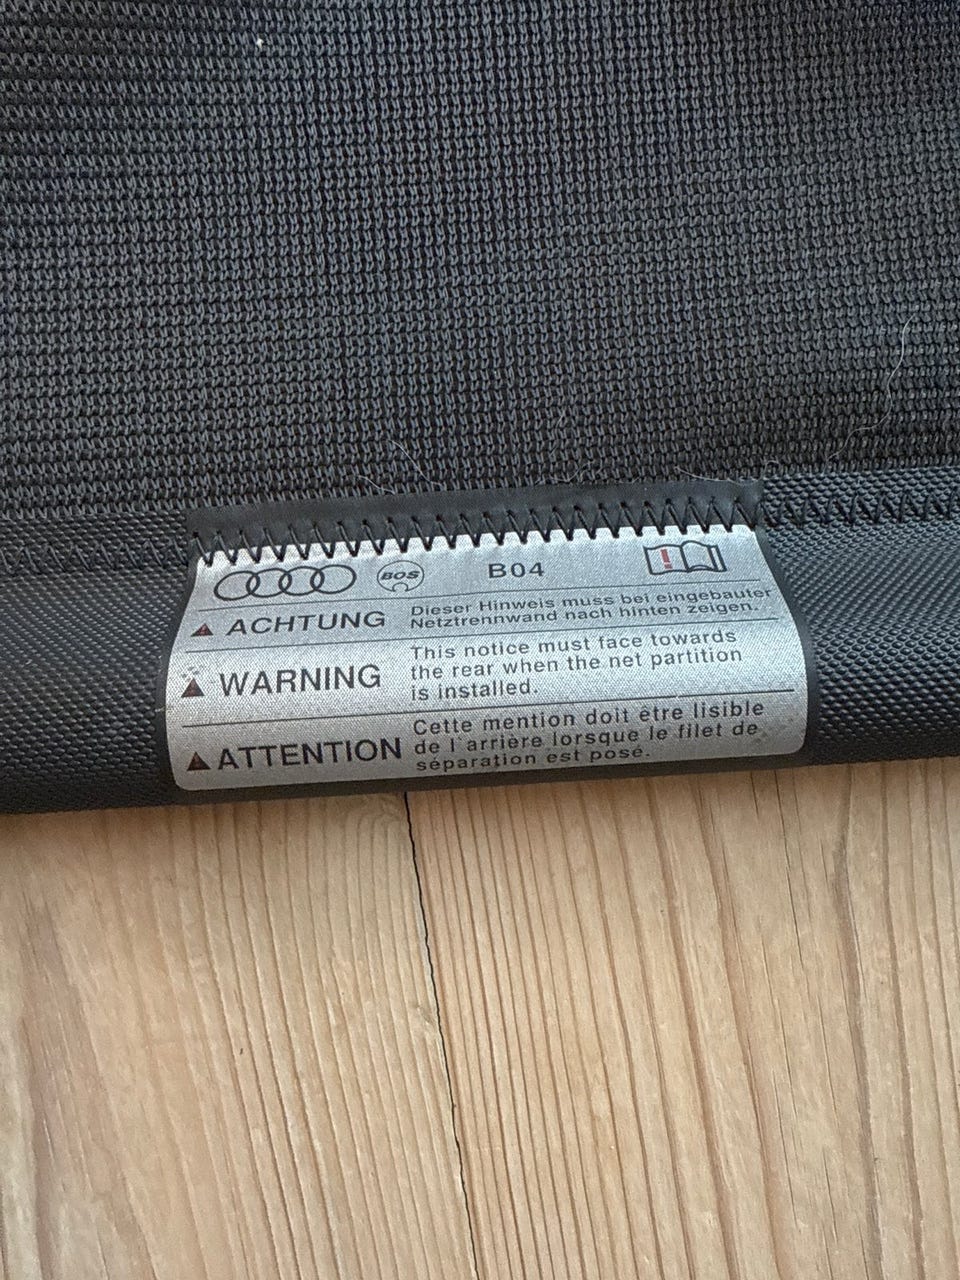 BOS B04
ACHTUNG
Dieser Hinweis muss bei eingebauter
Netztrennwand nach hinten zeigen.
WARNING
This notice must face towards
the rear when the net partition
is installed.
ATTENTION
Cette mention doit être lisible
de l'arrière lorsque le filet de
séparation est posé.